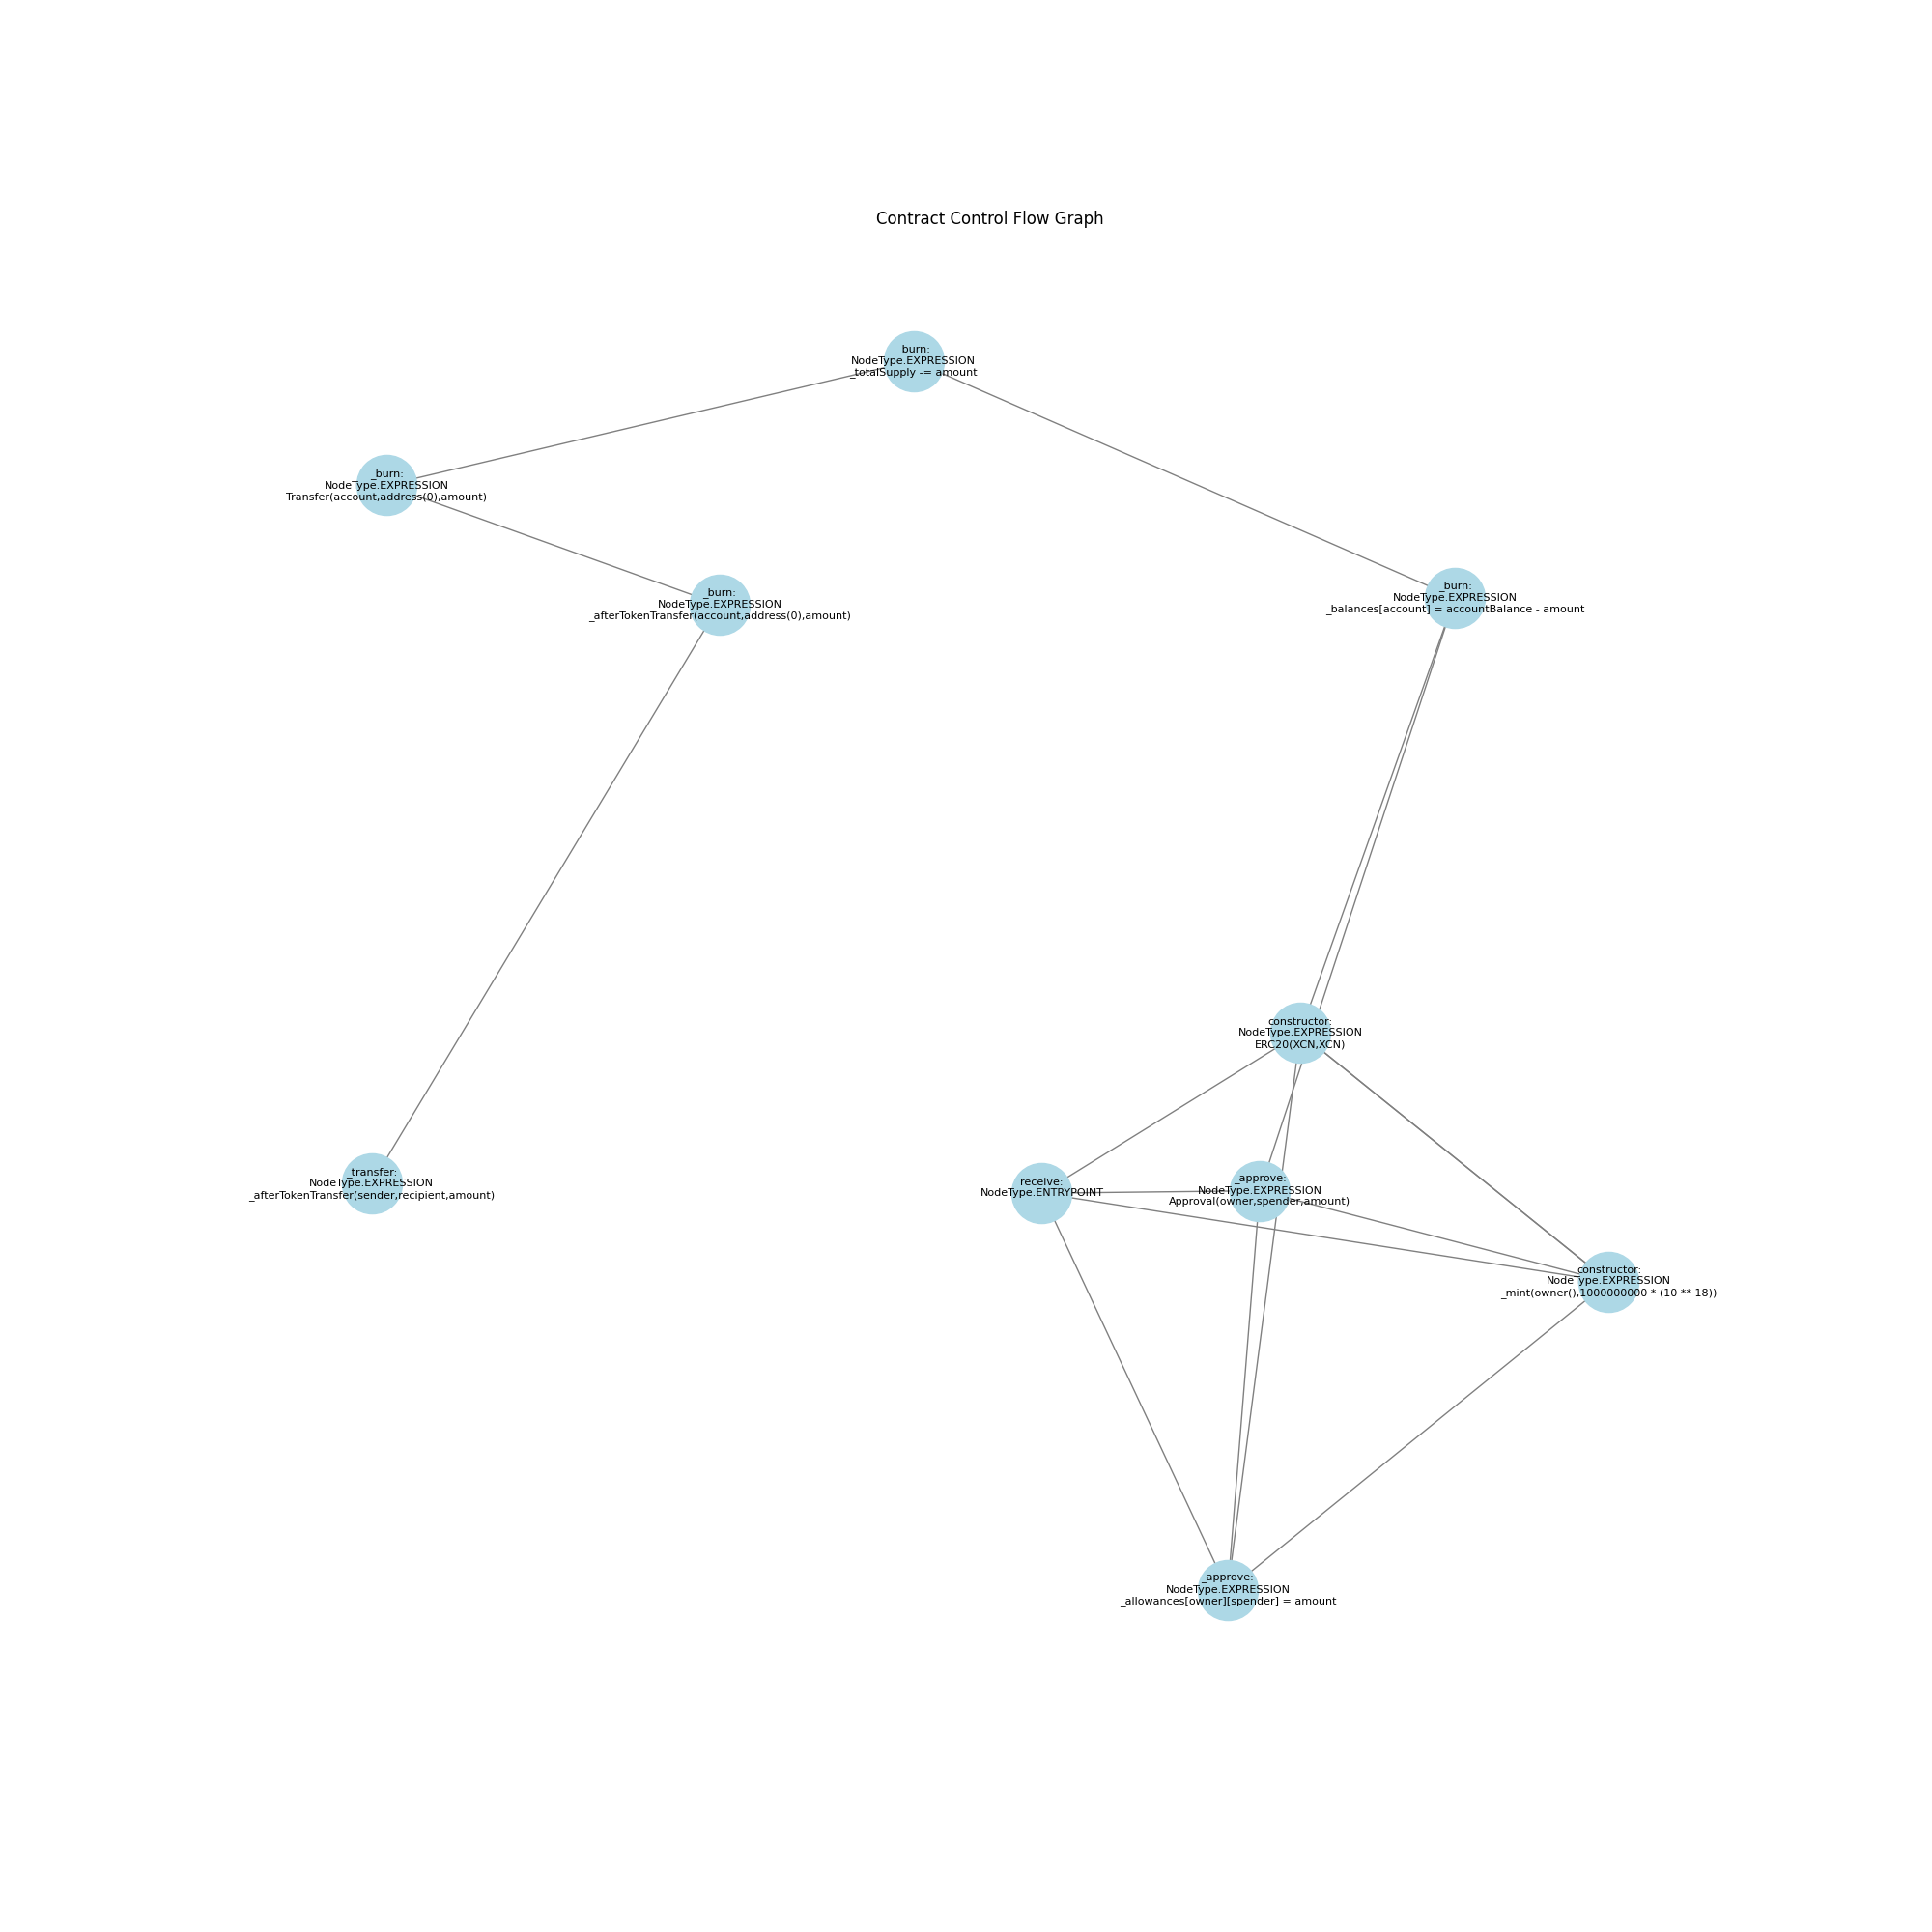 Contract Control Flow Graph
_burn:
NodeType.EXPRESSION
_totalSupply -= amount
_burn:
NodeType.EXPRESSION
Transfer(account,address(0),amount)
_burn:
NodeType.EXPRESSION
_afterTokenTransfer(account,address(0),amount)
_burn:
NodeType.EXPRESSION
_balances[account] = accountBalance - amount
constructor:
NodeType.EXPRESSION
ERC20(XCN,XCN)
_transfer:
NodeType.EXPRESSION
_afterTokenTransfer(sender,recipient,amount)
receive:
NodeType.ENTRYPOINT
_approve:
NodeType.EXPRESSION
Approval(owner,spender,amount)
constructor:
NodeType.EXPRESSION
_mint(owner(),1000000000 * (10 ** 18))
_approve:
NodeType.EXPRESSION
_allowances[owner][spender] = amount